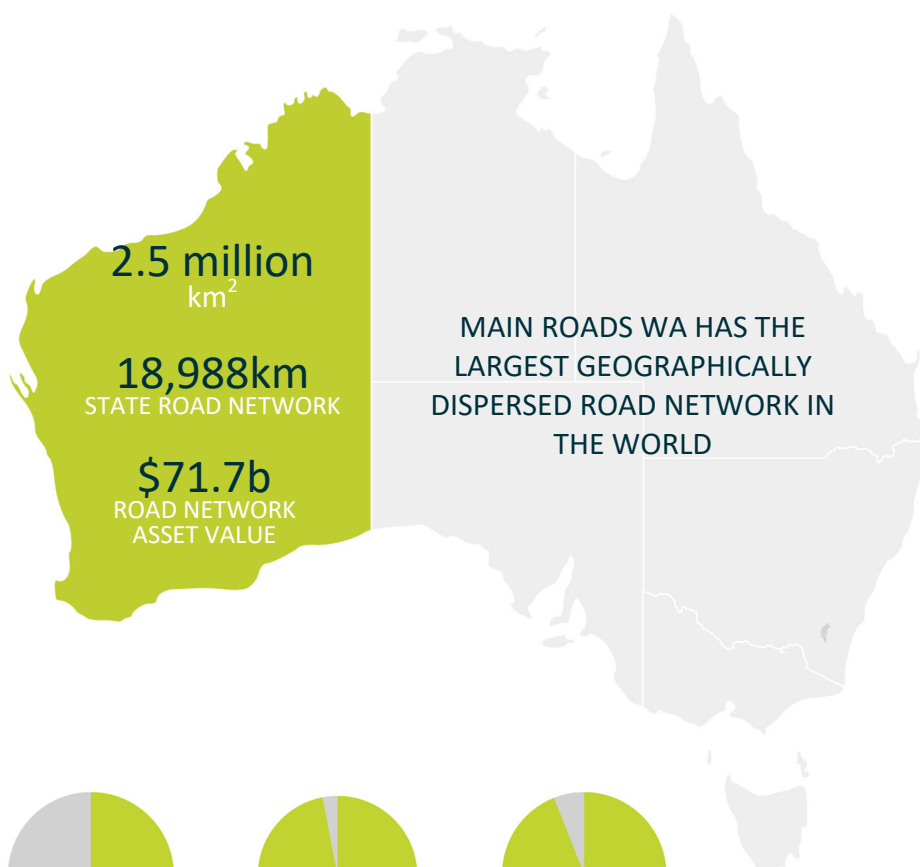 2.5 million
km²
18,988km
STATE ROAD NETWORK
$71.7b
ROAD NETWORK
ASSET VALUE
MAIN ROADS WA HAS THE
LARGEST GEOGRAPHICALLY
DISPERSED ROAD NETWORK IN
THE WORLD